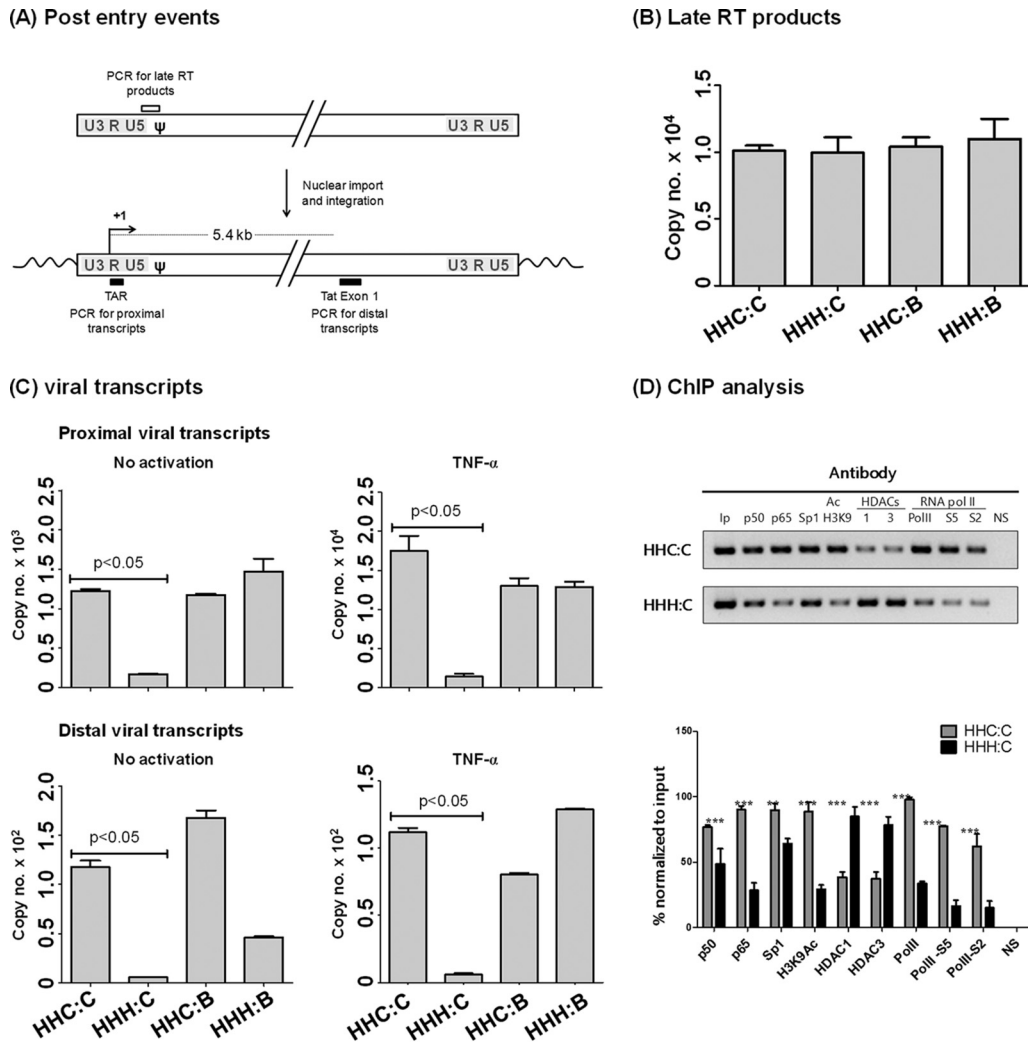 (A) Post entry events
PCR for late RT
products
U3 R U5 Ψ
U3 R U5
Nuclear import
and integration
+1
5.4 kb
U3 R U5 Ψ
U3 R U5
TAR
PCR for proximal
transcripts
Tat Exon 1
PCR for distal
transcripts
(B) Late RT products
Copy no. x 10⁴
1.5
1.0
0.5
0
HHC:C
HHH:C
HHC:B
HHH:B
(C) viral transcripts
Proximal viral transcripts
No activation
Copy no. x 10³
2.5
2.0
1.5
1.0
0.5
0
p<0.05
TNF-α
Copy no. x 10⁴
2.5
2.0
1.5
1.0
0.5
0
p<0.05
Distal viral transcripts
No activation
Copy no. x 10²
2.0
1.5
1.0
0.5
0
p<0.05
HHC:C
HHH:C
HHC:B
HHH:B
TNF-α
Copy no. x 10²
1.5
1.0
0.5
0
p<0.05
HHC:C
HHH:C
HHC:B
HHH:B
(D) ChIP analysis
Antibody
Ac HDACs RNA pol II
Ip p50 p65 Sp1 H3K9 1 3 PolII S5 S2 NS
HHC:C
HHH:C
HHC:C
HHH:C
% normalized to input
150
100
50
0
*** *** ** *** *** *** *** *** ***
p50
p65
Sp1
H3K9Ac
HDAC1
HDAC3
PolII
PolII -S5
PolII-S2
NS